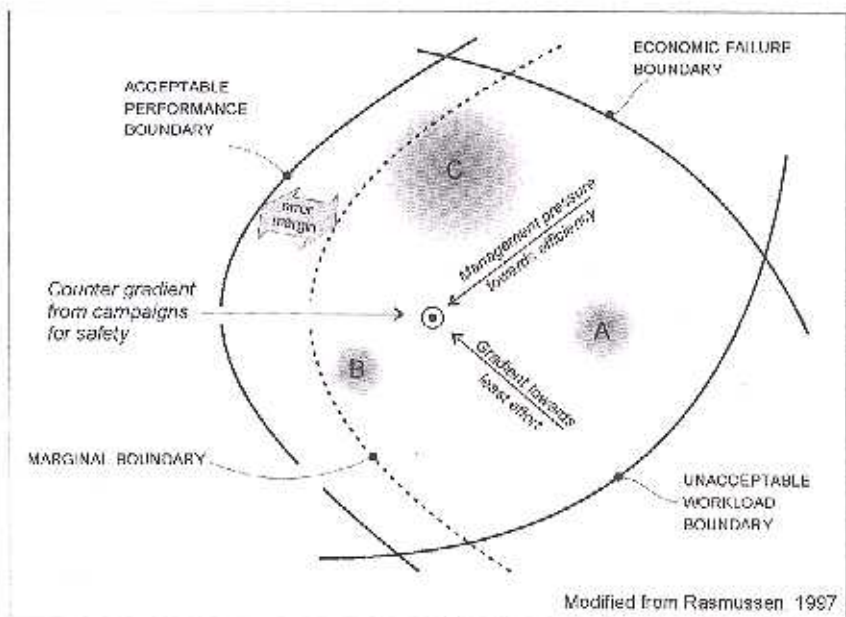 ECONOMIC FAILURE
BOUNDARY
ACCEPTABLE
PERFORMANCE
BOUNDARY
C
error
margin
Management pressure
towards efficiency
Counter gradient
from campaigns
for safety
A
B
Gradient towards
least effort
MARGINAL BOUNDARY
UNACCEPTABLE
WORKLOAD
BOUNDARY
Modified from Rasmussen, 1997